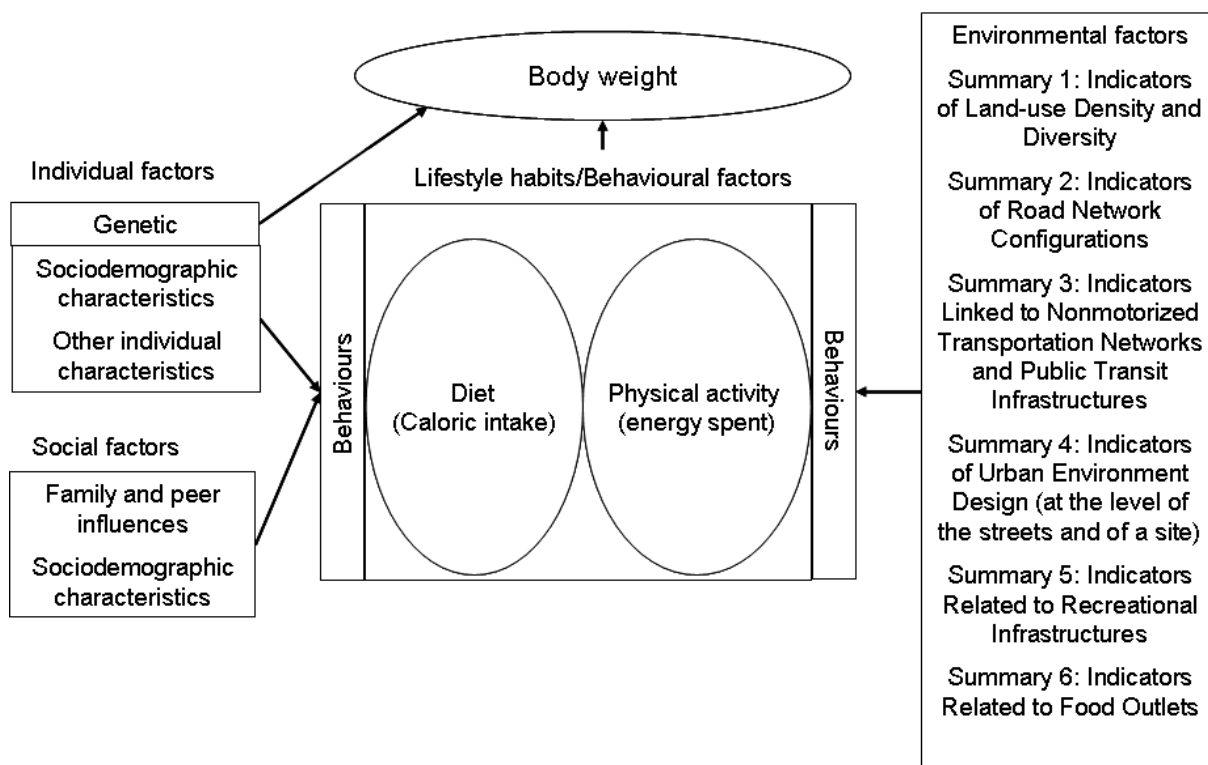 Body weight
Individual factors
Genetic
Sociodemographic
characteristics
Other individual
characteristics
Social factors
Family and peer
influences
Sociodemographic
characteristics
Lifestyle habits/Behavioural factors
Behaviours
Diet
(Caloric intake)
Physical activity
(energy spent)
Behaviours
Environmental factors
Summary 1: Indicators
of Land-use Density and
Diversity
Summary 2: Indicators
of Road Network
Configurations
Summary 3: Indicators
Linked to Nonmotorized
Transportation Networks
and Public Transit
Infrastructures
Summary 4: Indicators
of Urban Environment
Design (at the level of
the streets and of a site)
Summary 5: Indicators
Related to Recreational
Infrastructures
Summary 6: Indicators
Related to Food Outlets